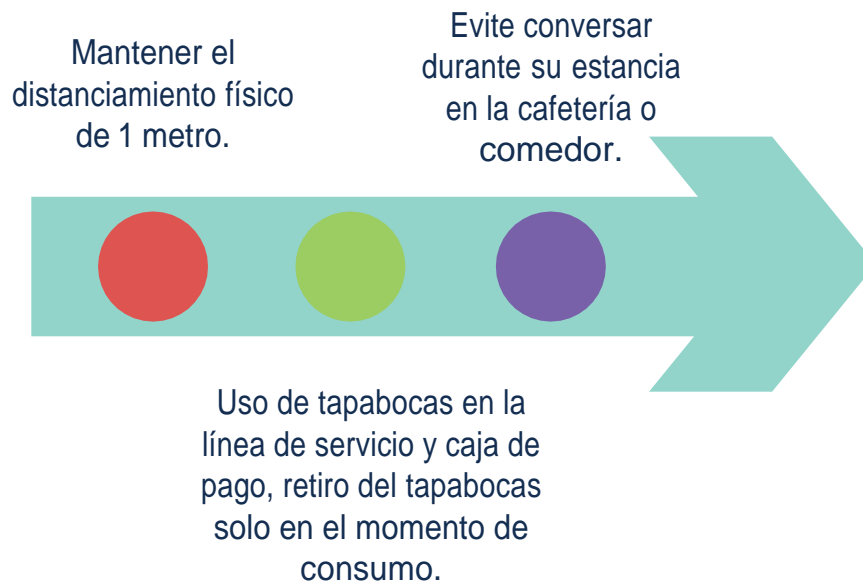 Mantener el
distanciamiento físico
de 1 metro.
Uso de tapabocas en la
línea de servicio y caja de
pago, retiro del tapabocas
solo en el momento de
consumo.
Evite conversar
durante su estancia
en la cafetería o
comedor.